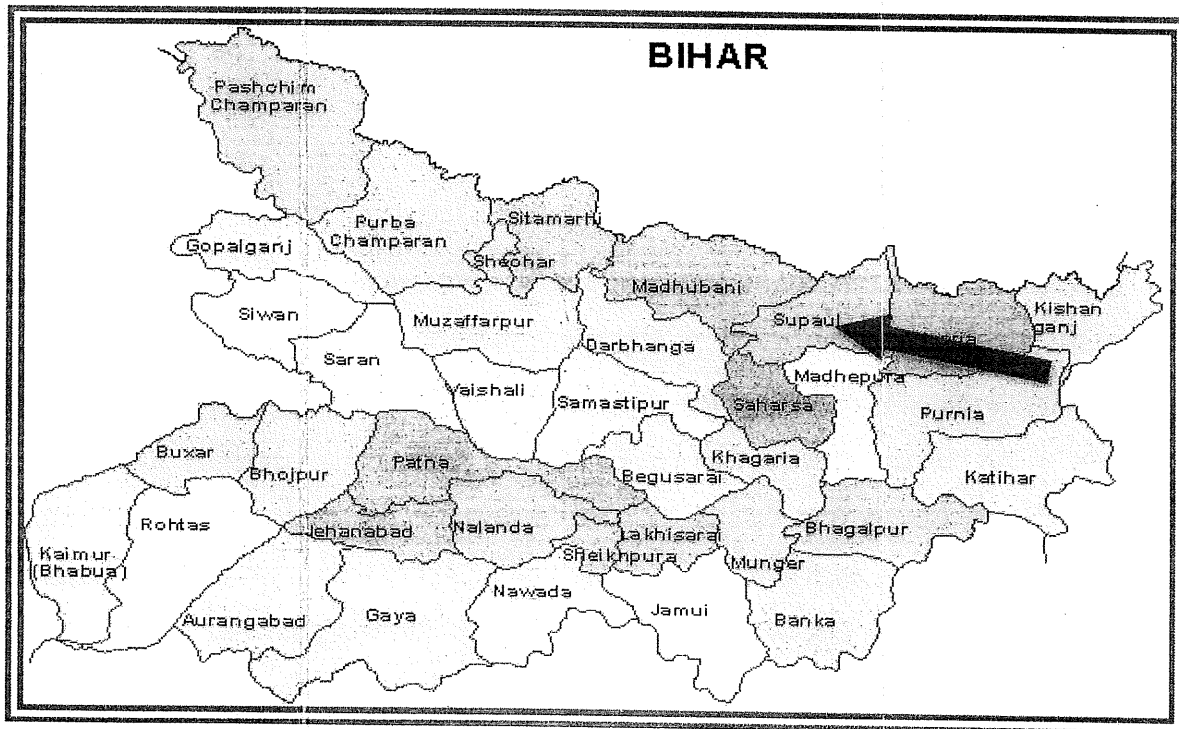 BIHAR
Pashchim
Champaran
Purba
Champaran
Sitamarhi
Gopalganj
Sheohar
Madhubani
Kishan
ganj
Siwan
Muzaffarpur
Supaul
Darbhanga
Saran
Madhepura
Vaishali
Samastipur
Saharsa
Purnia
Buxar
Bhojpur
Patna
Begusarai
Khagaria
Katihar
Rohtas
Jehanabad
Nalanda
Lakhisarai
Bhagalpur
Kaimur
(Bhabua)
Sheikhpura
Munger
Nawada
Jamui
Aurangabad
Gaya
Banka